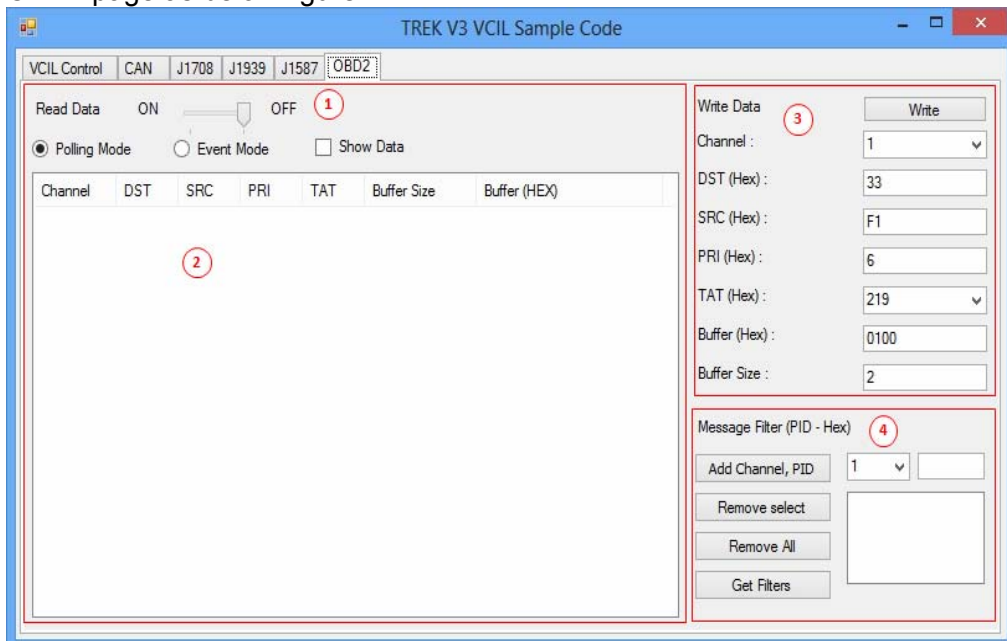 TREK V3 VCIL Sample Code
VCIL Control CAN J1708 J1939 J1587 OBD2
Read Data ON OFF 1
Polling Mode Event Mode Show Data
Channel DST SRC PRI TAT Buffer Size Buffer (HEX)
2
Write Data 3 Write
Channel : 1
DST (Hex) : 33
SRC (Hex) : F1
PRI (Hex) : 6
TAT (Hex) : 219
Buffer (Hex) : 0100
Buffer Size : 2
Message Filter (PID - Hex) 4
Add Channel, PID 1
Remove select
Remove All
Get Filters